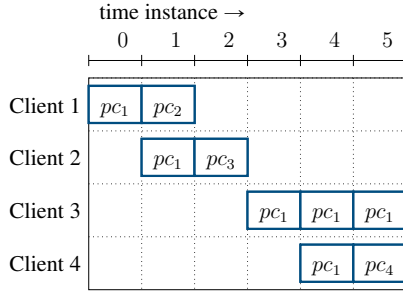 time instance →
0 1 2 3 4 5
Client 1 pc₁ pc₂
Client 2 pc₁ pc₃
Client 3 pc₁ pc₁ pc₁
Client 4 pc₁ pc₄